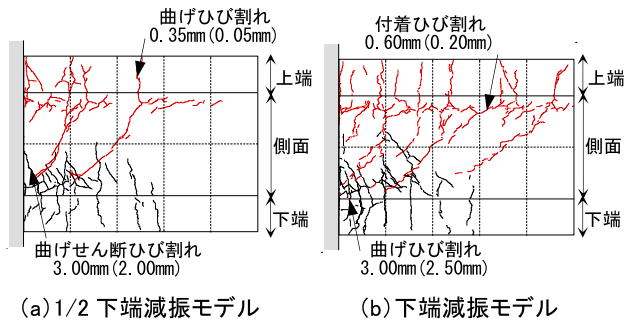 曲げひび割れ
0.35mm(0.05mm)
上端
側面
下端
曲げせん断ひび割れ
3.00mm(2.00mm)
(a)1/2 下端減振モデル
付着ひび割れ
0.60mm(0.20mm)
上端
側面
下端
曲げひび割れ
3.00mm(2.50mm)
(b)下端減振モデル